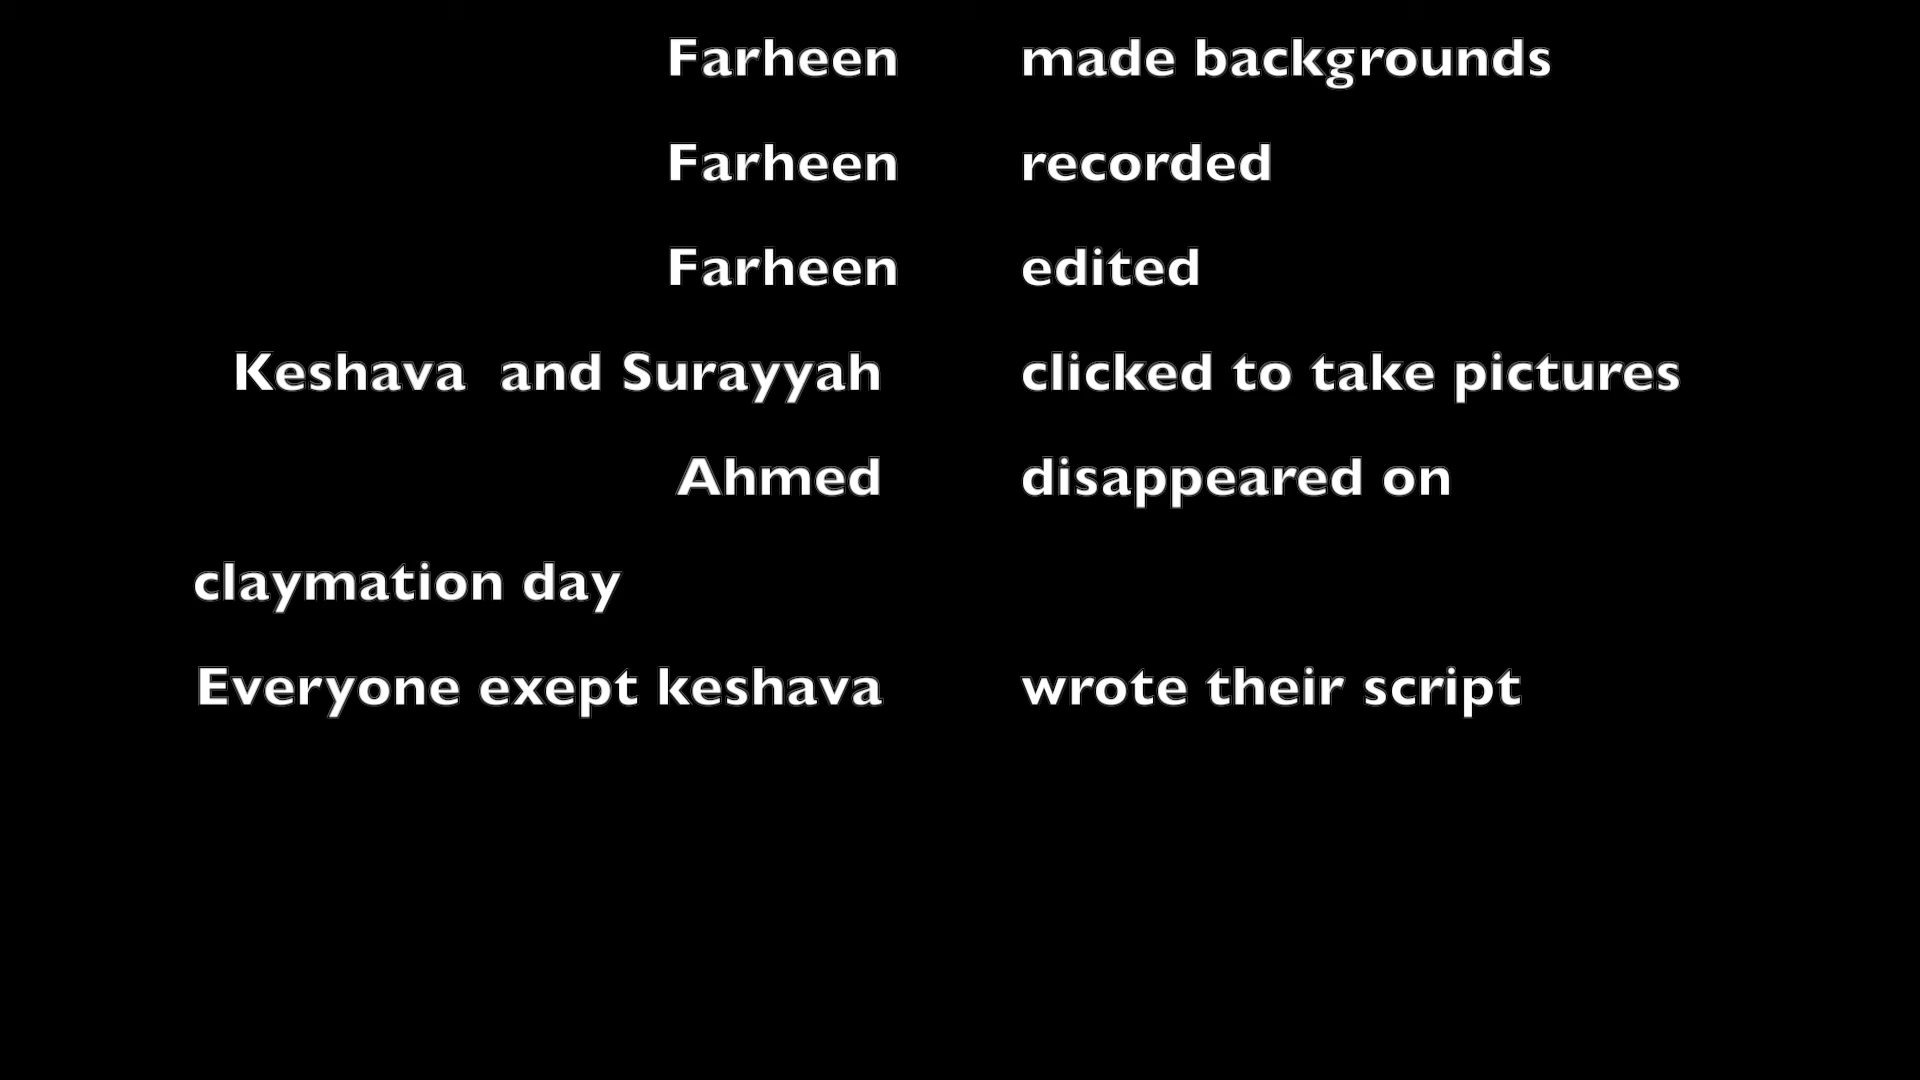 Farheen made backgrounds
Farheen recorded
Farheen edited
Keshava and Surayyah clicked to take pictures
Ahmed disappeared on
claymation day
Everyone exept keshava wrote their script